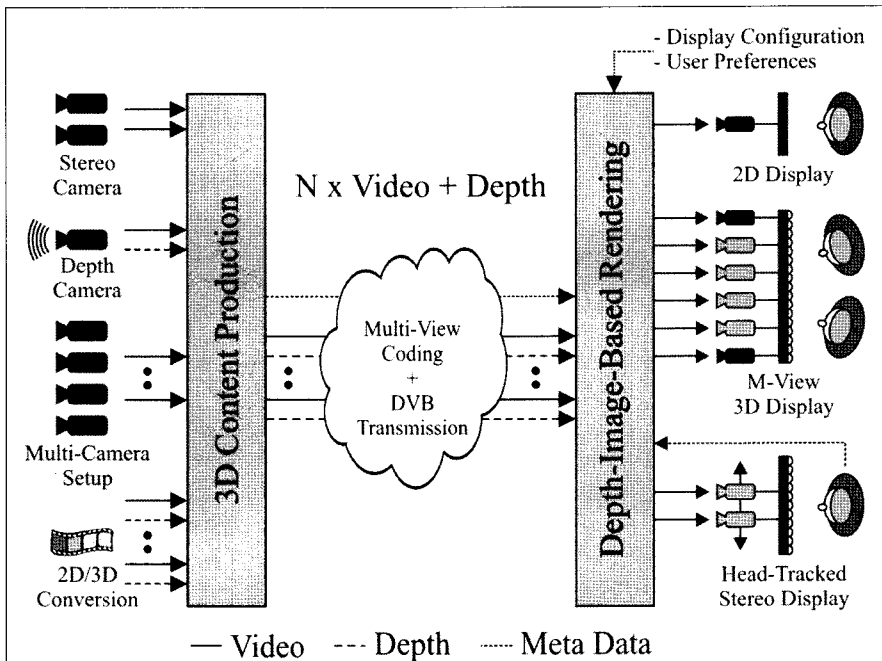 - Display Configuration
- User Preferences
Stereo
Camera
Depth
Camera
Multi-Camera
Setup
2D/3D
Conversion
3D Content Production
N x Video + Depth
Multi-View
Coding
+
DVB
Transmission
Depth-Image-Based Rendering
2D Display
M-View
3D Display
Head-Tracked
Stereo Display
Video
Depth
Meta Data